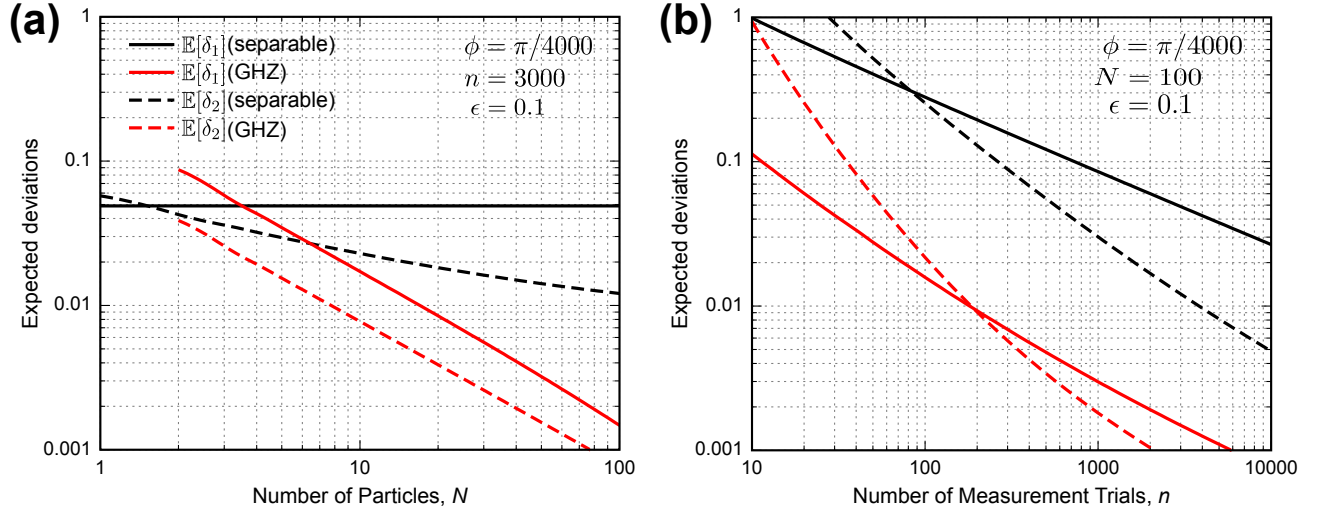 (a)
1
0.1
0.01
0.001
Expected deviations
𝔼[δ₁](separable)
𝔼[δ₁](GHZ)
𝔼[δ₂](separable)
𝔼[δ₂](GHZ)
ϕ = π/4000
n = 3000
ϵ = 0.1
1 10 100
Number of Particles, N
(b)
1
0.1
0.01
0.001
Expected deviations
ϕ = π/4000
N = 100
ϵ = 0.1
10 100 1000 10000
Number of Measurement Trials, n